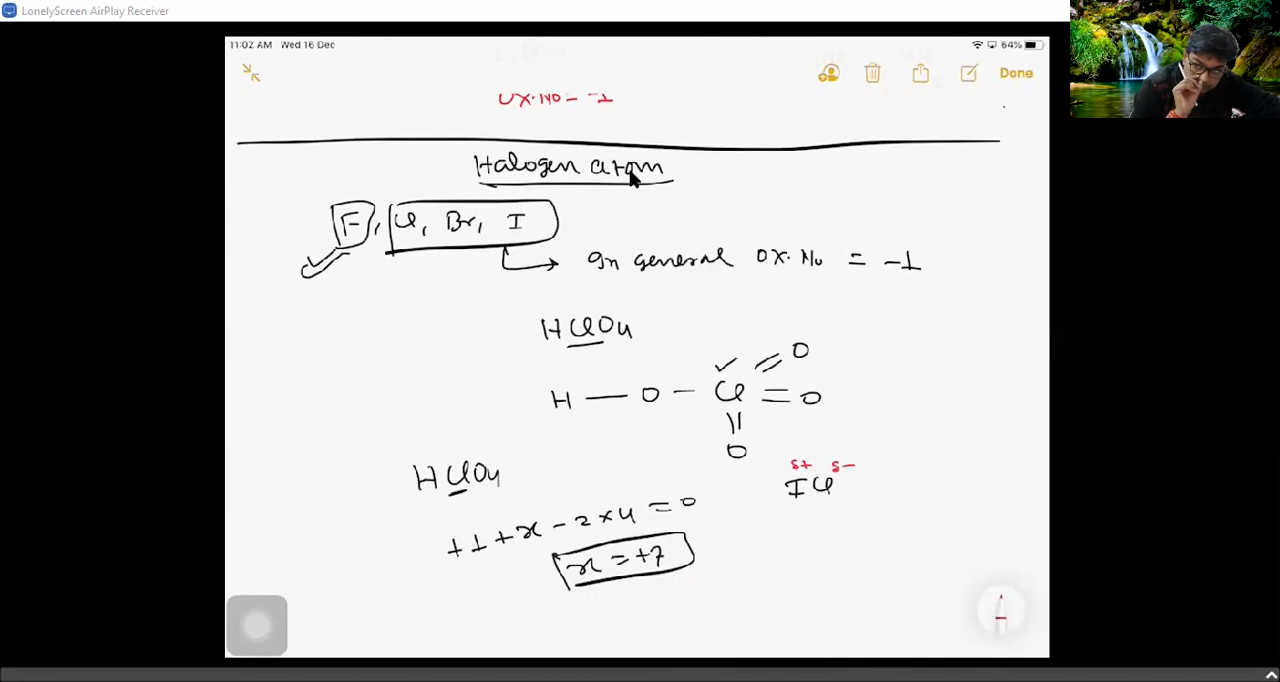 LonelyScreen AirPlay Receiver
11:02 AM Wed 16 Dec
64%
Done
OX·NO = -1
Halogen atom
F, Cl, Br, I
In general OX·No = -1
HClO4
O
H — O — Cl = O
O
HClO4
δ+ δ-
ICl
+1 + x - 2×4 = 0
x = +7